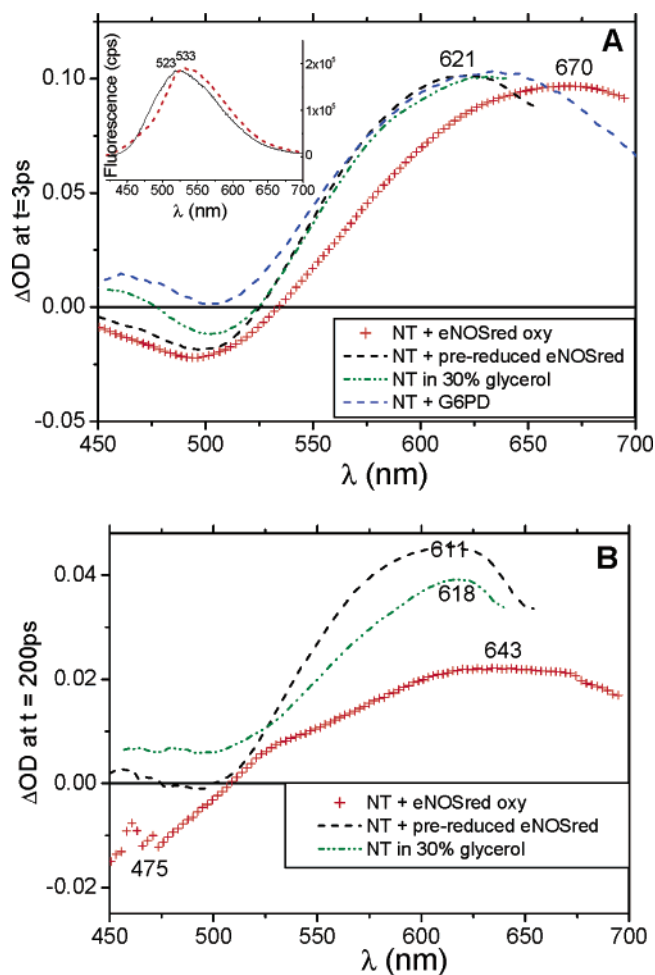 A
523 533
621
670
Fluorescence (cps)
2x10⁵
1x10⁵
0
450 500 550 600 650 700
λ (nm)
0.10
0.05
0.00
-0.05
ΔOD at t=3ps
NT + eNOSred oxy
NT + pre-reduced eNOSred
NT in 30% glycerol
NT + G6PD
450 500 550 600 650 700
λ (nm)
B
611
618
643
475
0.04
0.02
0.00
-0.02
ΔOD at t = 200ps
NT + eNOSred oxy
NT + pre-reduced eNOSred
NT in 30% glycerol
450 500 550 600 650 700
λ (nm)